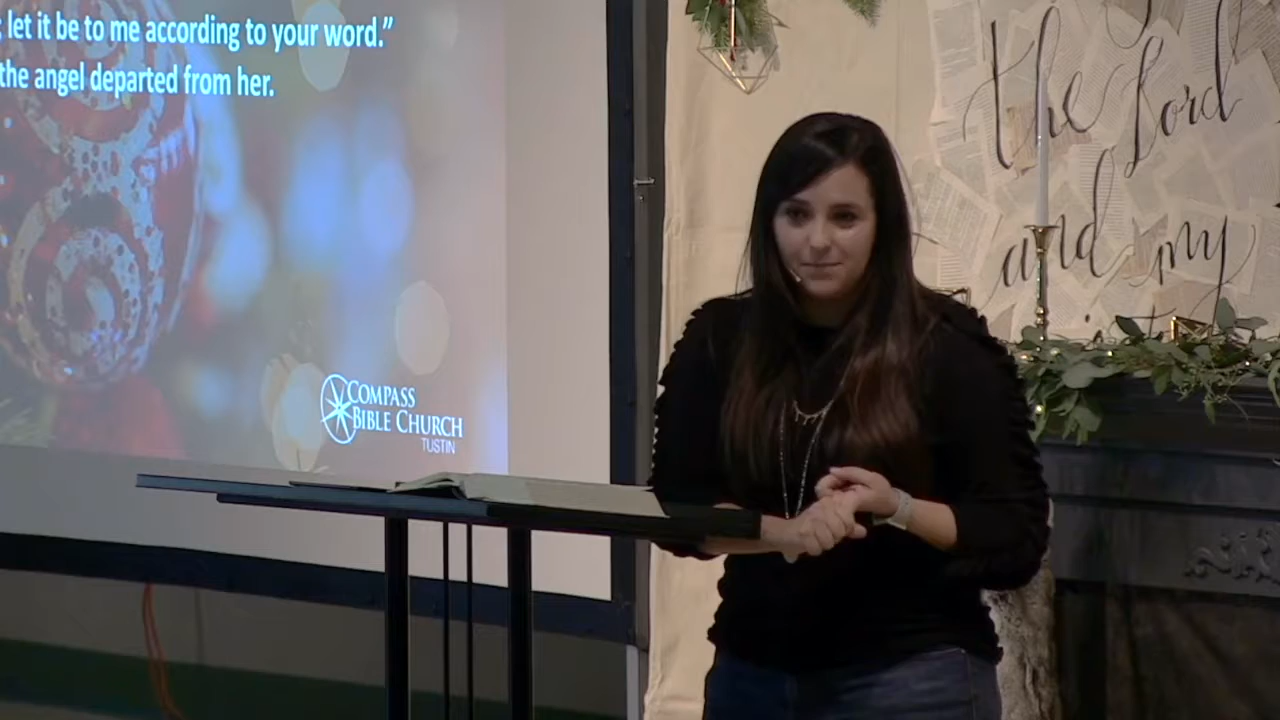 ; let it be to me according to your word.”
the angel departed from her.
COMPASS
BIBLE CHURCH
TUSTIN
the Lord
and my